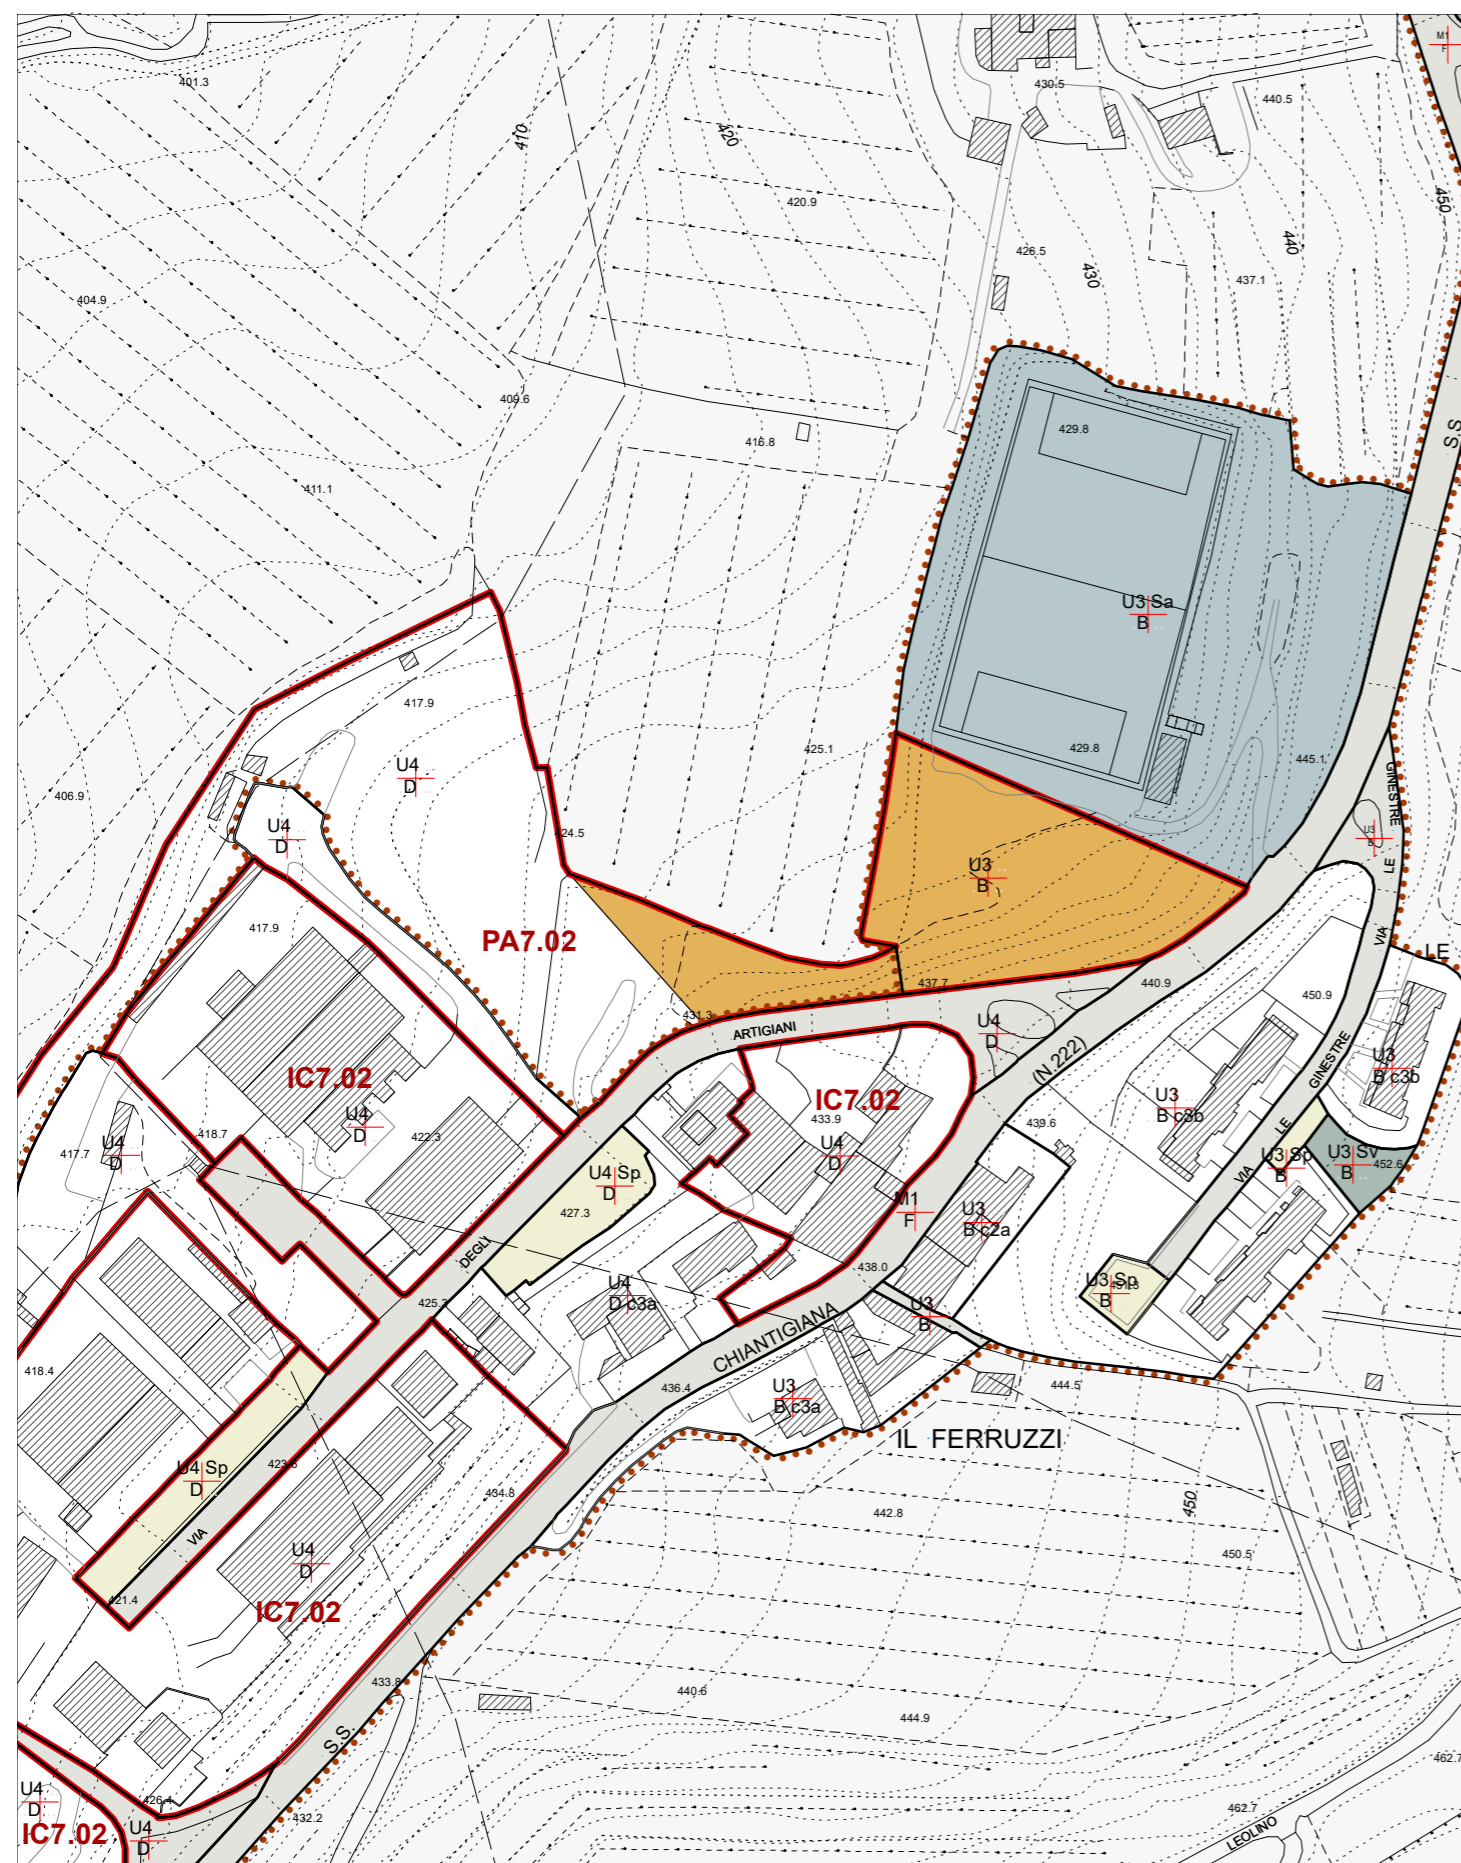 M1
F
401.3
430.5
440.5
410
420
420.9
450
440
426.5
430
437.1
404.9
409.6
429.8
S.S.
416.8
411.1
U3 Sa
B
417.9
425.1
429.8
445.1
U4
D
GINESTRE
406.9
424.5
U4
D
U3
B
LE
U3
B
417.9
PA7.02
VIA
LE
437.7
440.9
450.9
431.3
ARTIGIANI
U4
D
(N.222)
GINESTRE
U3
B c3b
IC7.02
IC7.02
U4
D
433.9
439.6
U3
B c3b
418.7
422.3
U4
D
417.7
U4
D
LE
U3 Sp
B
U3 Sv
B
452.6
U4 Sp
D
VIA
427.3
M1
F
U3
B c2a
DEGLI
438.0
U3 Sp
B
425.2
U4
D c3a
U3
B
CHIANTIGIANA
418.4
436.4
U3
B c3a
444.5
IL FERRUZZI
U4 Sp
D
423.6
434.8
450
442.8
VIA
U4
D
450.5
421.4
IC7.02
433.8
440.6
444.9
S.S.
462.7
U4
D
426.4
432.2
462.7
IC7.02
U4
D
LEOLINO